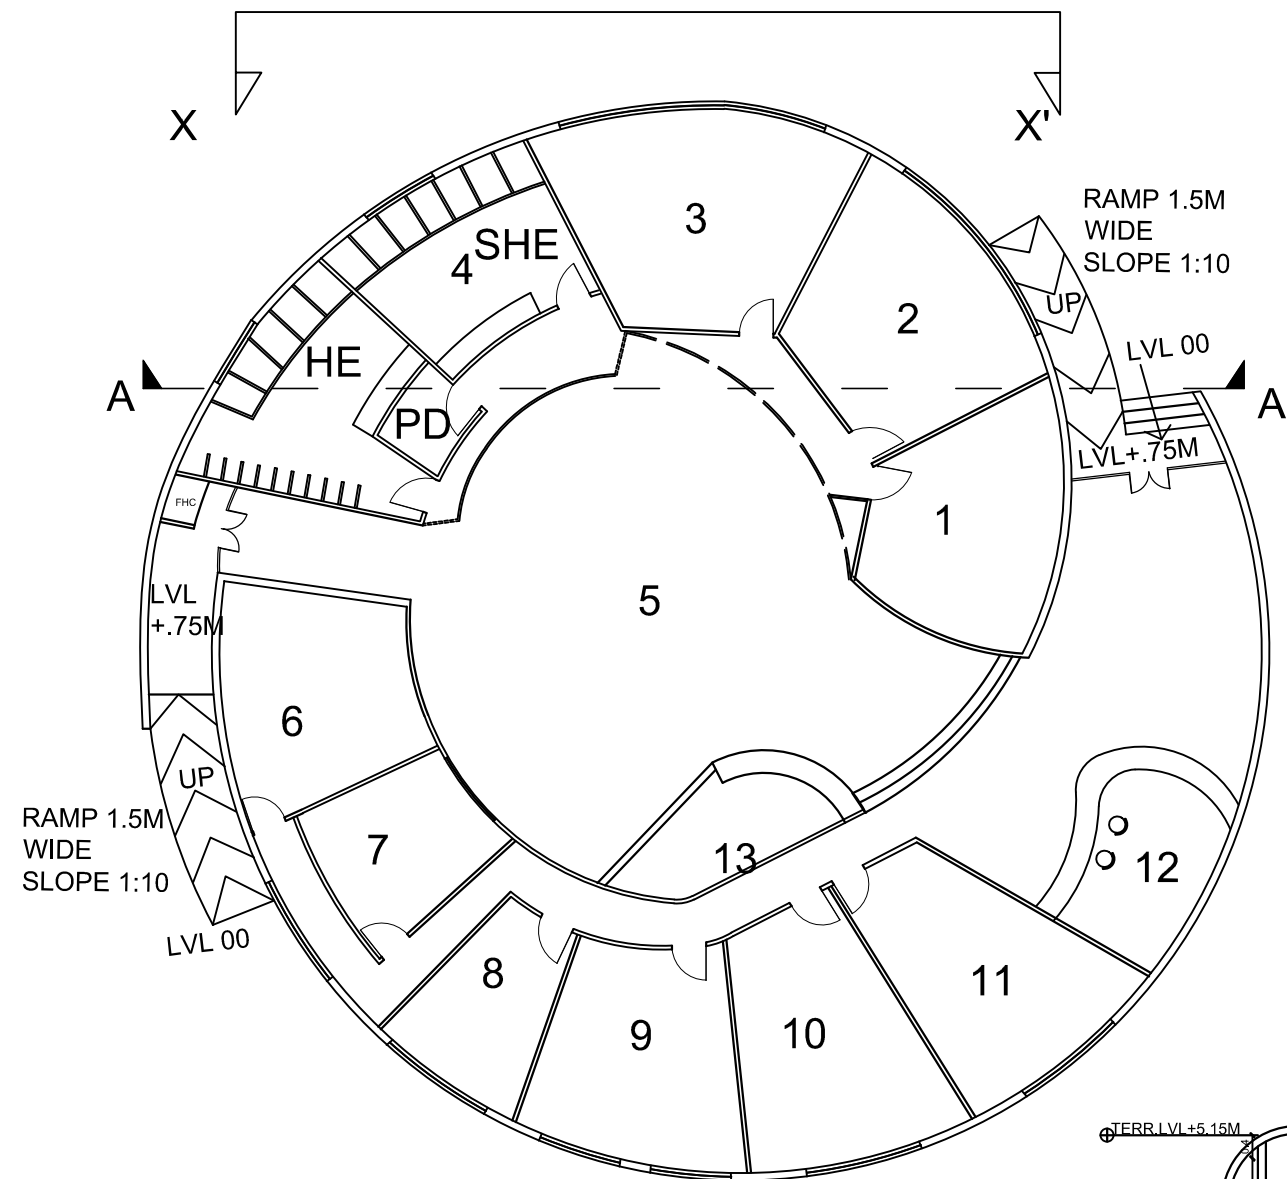 X
X'
RAMP 1.5M
WIDE
SLOPE 1:10
3
SHE
4
UP
2
LVL 00
HE
A
A
PD
LVL+.75M
FHC
1
5
LVL
+.75M
6
UP
RAMP 1.5M
WIDE
SLOPE 1:10
7
13
12
LVL 00
8
11
9
10
TERR.LVL+5.15M